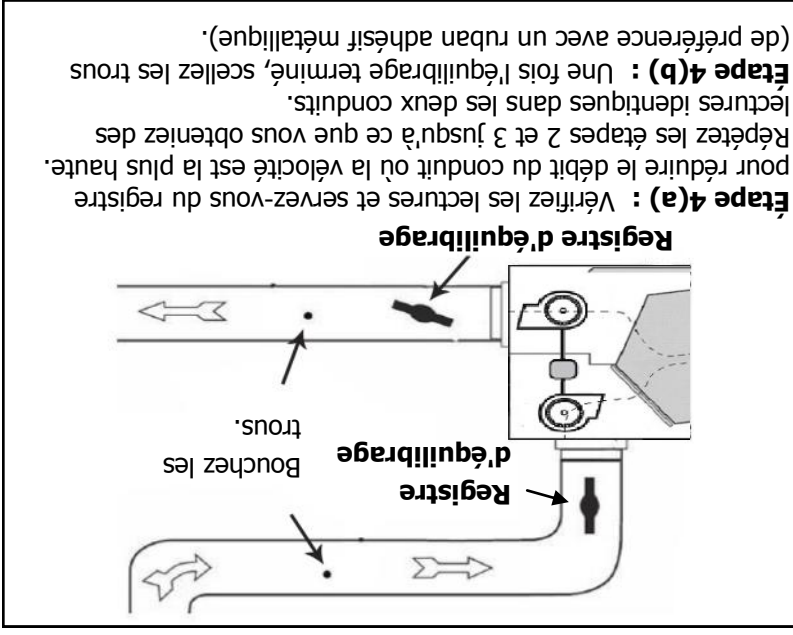 Registre
d'équilibrage
Bouchez les
trous.
Registre d'équilibrage
Étape 4(a) : Vérifiez les lectures et servez-vous du registre
pour réduire le débit du conduit où la vélocité est la plus haute.
Répétez les étapes 2 et 3 jusqu'à ce que vous obteniez des
lectures identiques dans les deux conduits.
Étape 4(b) : Une fois l'équilibrage terminé, scellez les trous
(de préférence avec un ruban adhésif métallique).